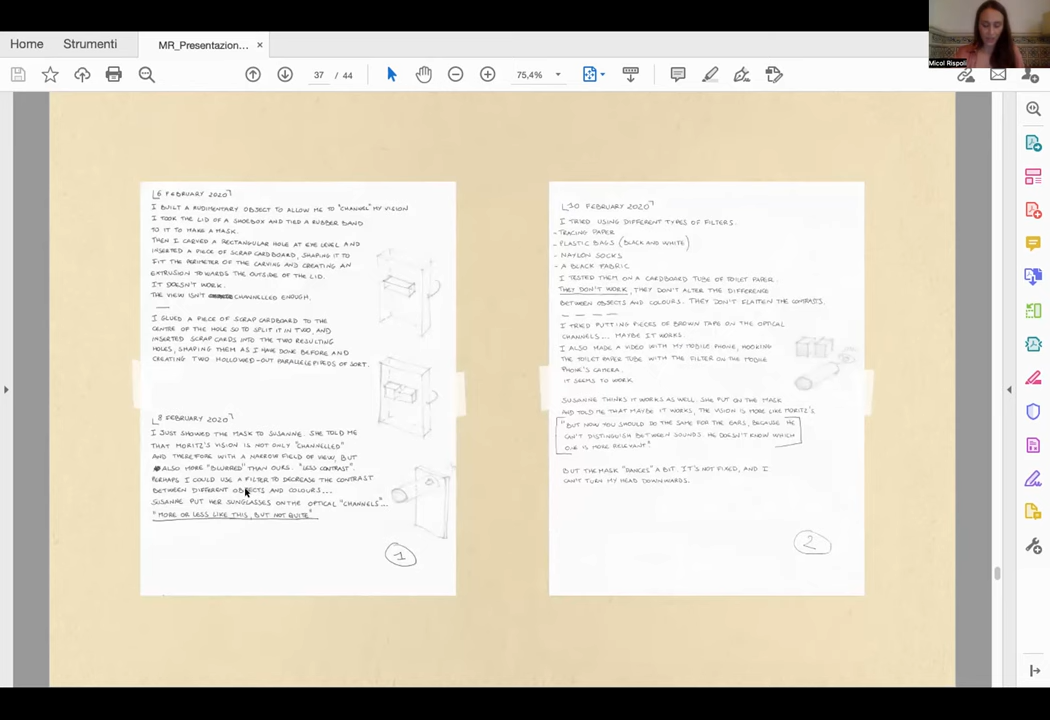 Home
Strumenti
MR_Presentazion...
×
37 / 44
75,4%
Micol Rispoli
6 FEBRUARY 2020
I BUILT A RUDIMENTARY OBJECT TO ALLOW ME TO "CHANNEL" MY VISION
I TOOK THE LID OF A SHOEBOX AND TIED A RUBBER BAND
TO IT TO MAKE A MASK.
THEN I CARVED A RECTANGULAR HOLE AT EYE LEVEL AND
INSERTED A PIECE OF SCRAP CARDBOARD, SHAPING IT TO
FIT THE PERIMETER OF THE CARVING AND CREATING AN
EXTRUSION TOWARDS THE OUTSIDE OF THE LID.
IT DOESN'T WORK.
THE VIEW ISN'T CHANNELLED ENOUGH.
I GLUED A PIECE OF SCRAP CARDBOARD TO THE
CENTER OF THE HOLE SO TO SPLIT IT IN TWO, AND
INSERTED SCRAP CARDS INTO THE TWO RESULTING
HOLES, SHAPING THEM AS I HAVE DONE BEFORE AND
CREATING TWO HOLLOWED-OUT PARALLELEPIPEDS OF SORT.
8 FEBRUARY 2020
I JUST SHOWED THE MASK TO SUSANNE. SHE TOLD ME
THAT MORITZ'S VISION IS NOT ONLY "CHANNELLED"
AND THEREFORE WITH A NARROW FIELD OF VIEW, BUT
ALSO MORE "BLURRED" THAN OURS. "LESS CONTRAST".
PERHAPS I COULD USE A FILTER TO DECREASE THE CONTRAST
BETWEEN DIFFERENT OBJECTS AND COLOURS...
SUSANNE PUT HER SUNGLASSES ON THE OPTICAL "CHANNELS"...
"MORE OR LESS LIKE THIS, BUT NOT QUITE"
1
10 FEBRUARY 2020
I TRIED USING DIFFERENT TYPES OF FILTERS.
- TRACING PAPER
- PLASTIC BAGS (BLACK AND WHITE)
- NAYLON SOCKS
- A BLACK FABRIC
I TESTED THEM ON A CARDBOARD TUBE OF TOILET PAPER.
THEY DON'T WORK, THEY DON'T ALTER THE DIFFERENCE
BETWEEN OBJECTS AND COLOURS. THEY DON'T FLATTEN THE CONTRASTS.
I TRIED PUTTING PIECES OF BROWN TAPE ON THE OPTICAL
CHANNELS... MAYBE IT WORKS.
I ALSO MADE A VIDEO WITH MY MOBILE PHONE, HOOKING
THE TOILET PAPER TUBE WITH THE FILTER ON THE MOBILE
PHONE'S CAMERA.
IT SEEMS TO WORK
SUSANNE THINKS IT WORKS AS WELL. SHE PUT ON THE MASK
AND TOLD ME THAT MAYBE IT WORKS, THE VISION IS MORE LIKE MORITZ'S
"BUT NOW YOU SHOULD DO THE SAME FOR THE EARS, BECAUSE HE
CAN'T DISTINGUISH BETWEEN SOUNDS. HE DOESN'T KNOW WHICH
ONE IS MORE RELEVANT"
BUT THE MASK "DANCES" A BIT. IT'S NOT FIXED, AND I
CAN'T TURN MY HEAD DOWNWARDS.
2